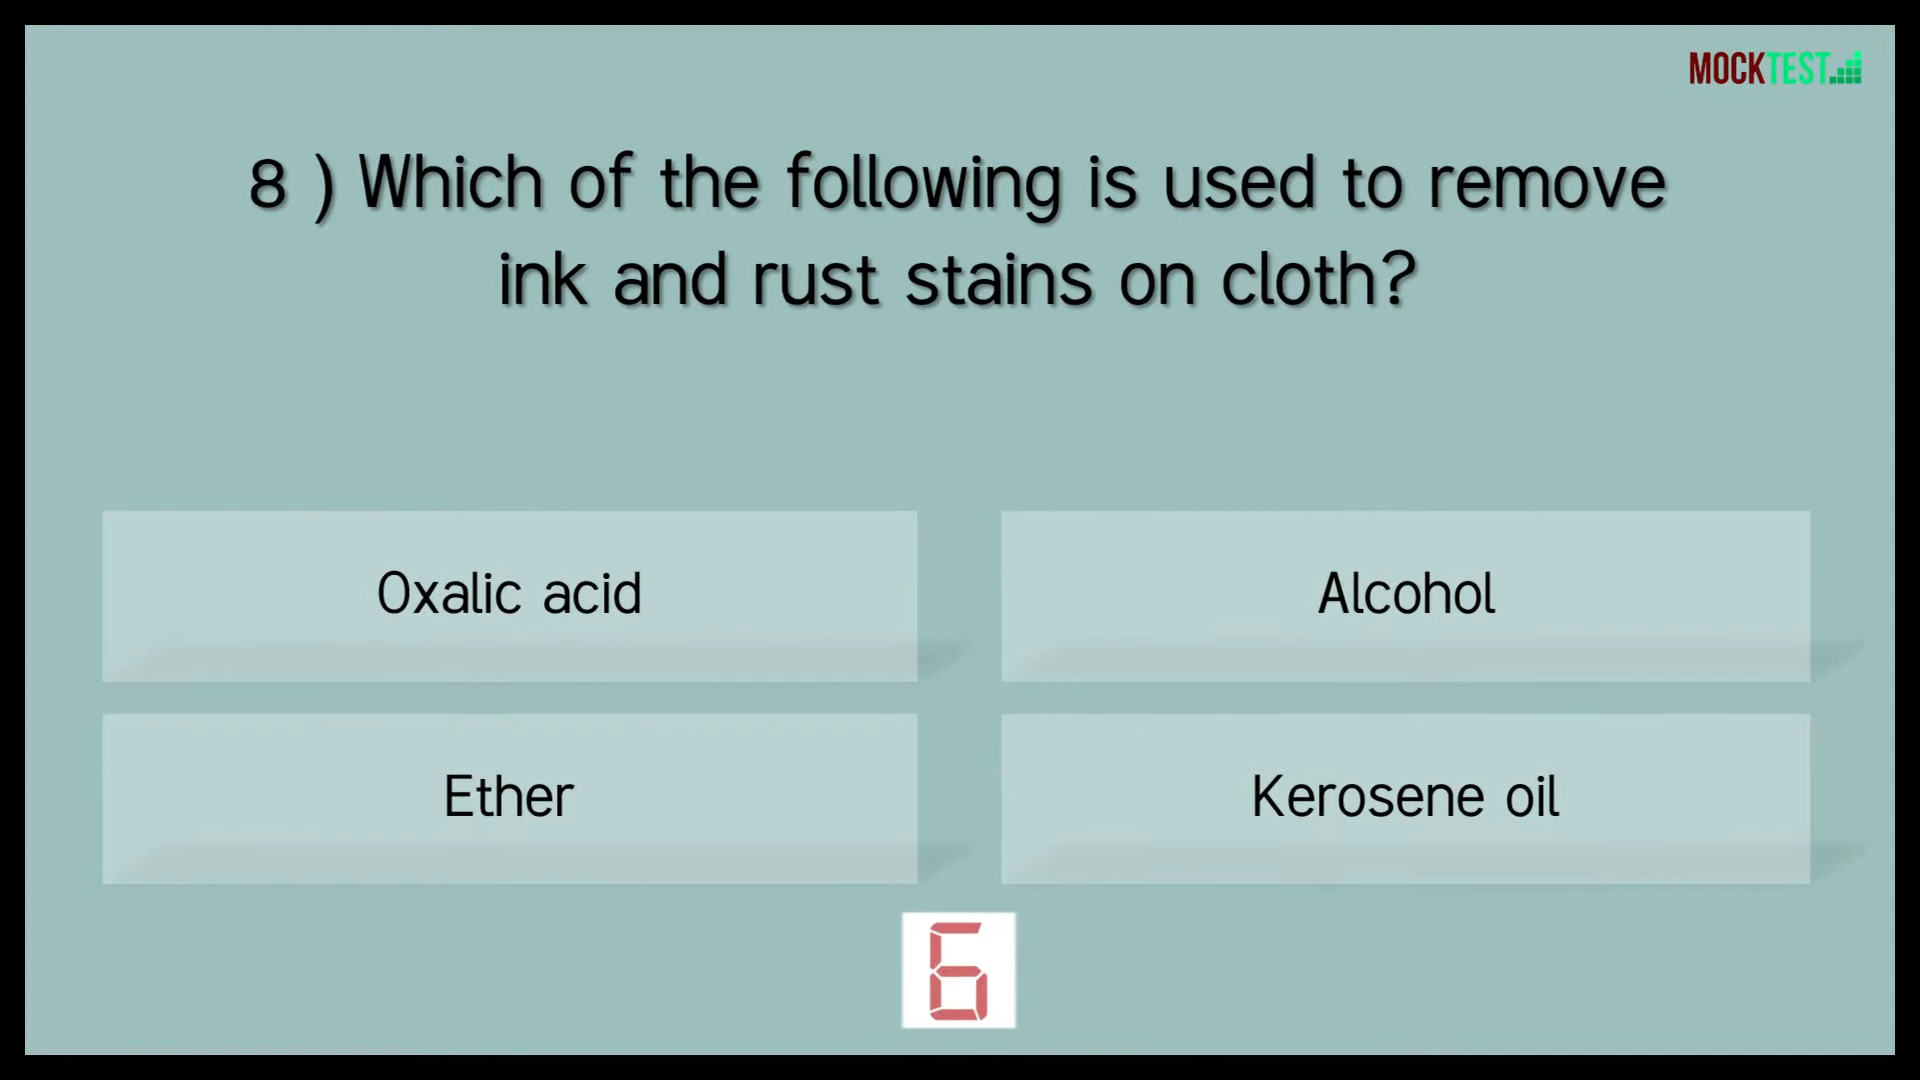 MOCKTEST
8 ) Which of the following is used to remove
ink and rust stains on cloth?
Oxalic acid
Alcohol
Ether
Kerosene oil
6